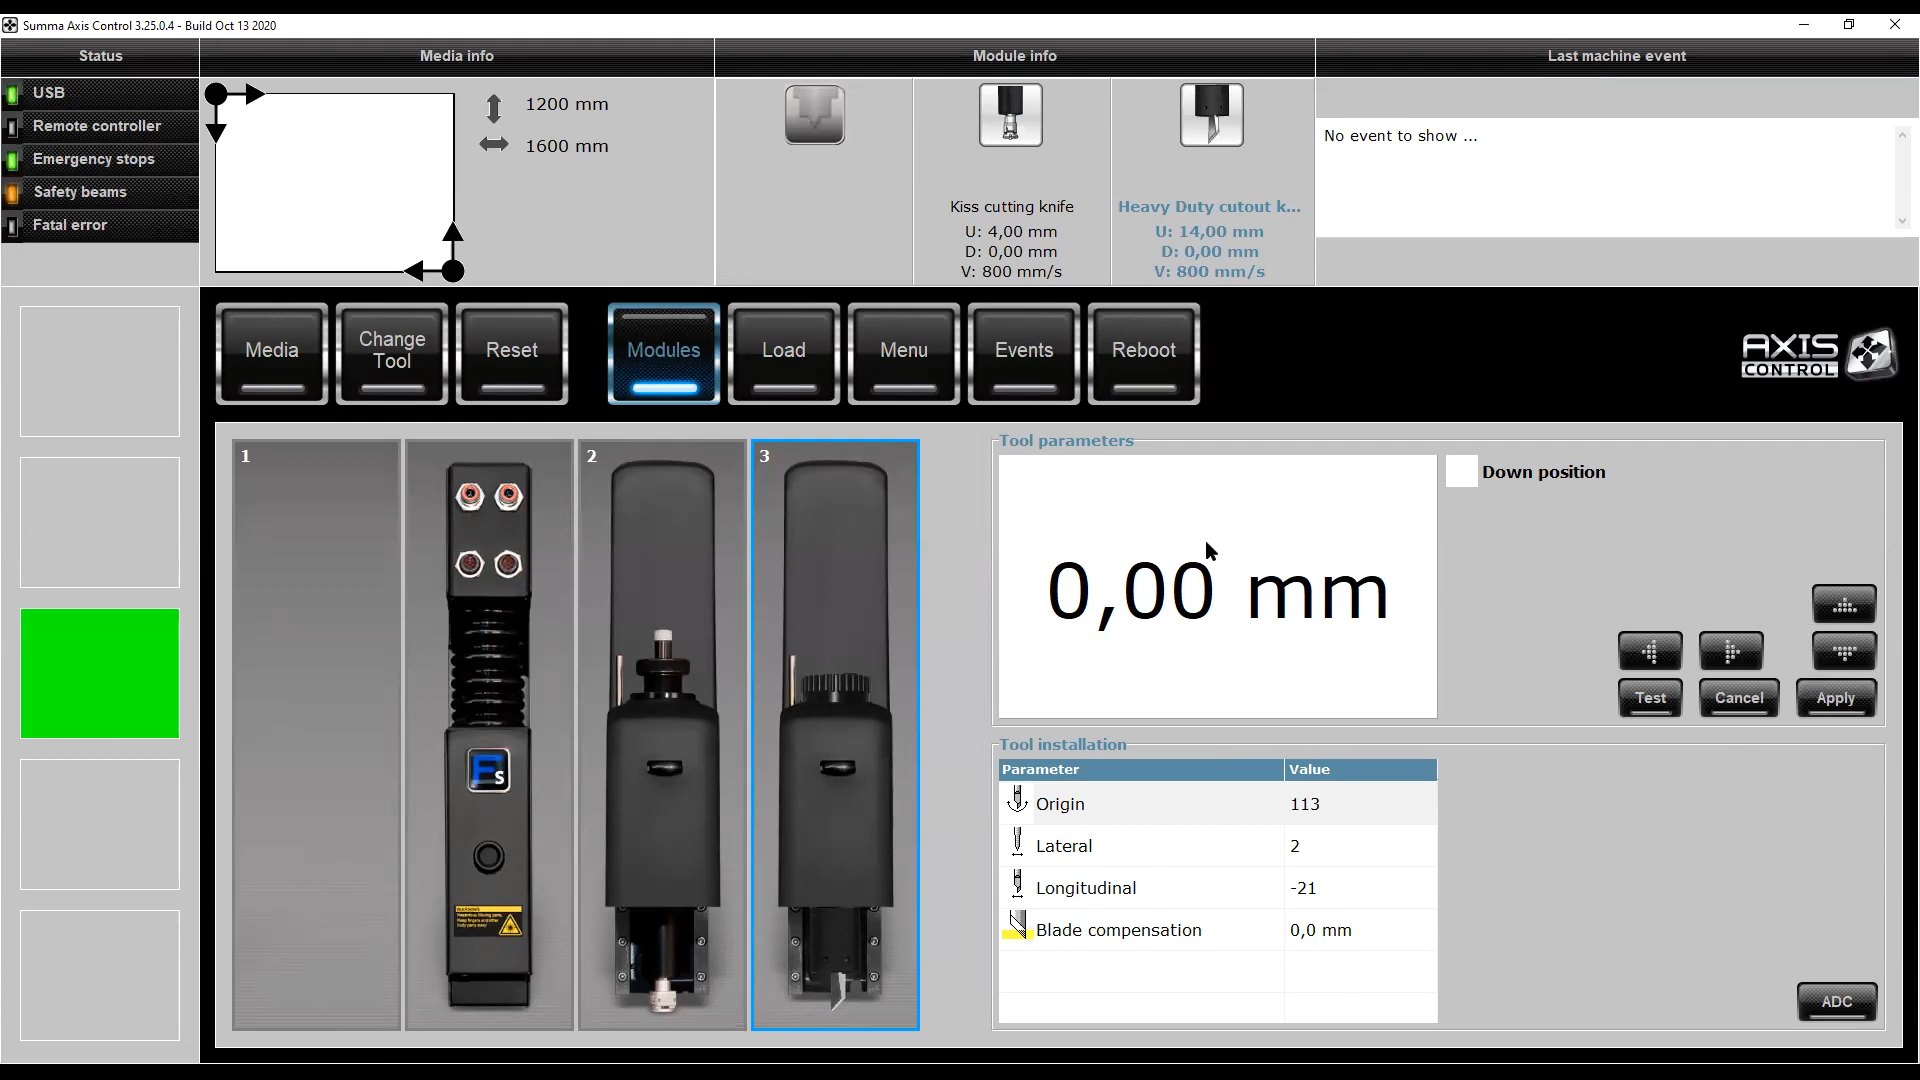 Summa Axis Control 3.25.0.4 - Build Oct 13 2020
Status
Media info
Module info
Last machine event
USB
Remote controller
Emergency stops
Safety beams
Fatal error
1200 mm
1600 mm
Kiss cutting knife
U: 4,00 mm
D: 0,00 mm
V: 800 mm/s
Heavy Duty cutout k...
U: 14,00 mm
D: 0,00 mm
V: 800 mm/s
No event to show ...
Media
Change
Tool
Reset
Modules
Load
Menu
Events
Reboot
AXIS
CONTROL
1
2
3
Fs
WARNING
Tool parameters
0,00 mm
Down position
Test
Cancel
Apply
Tool installation
Parameter Value
Origin 113
Lateral 2
Longitudinal -21
Blade compensation 0,0 mm
ADC